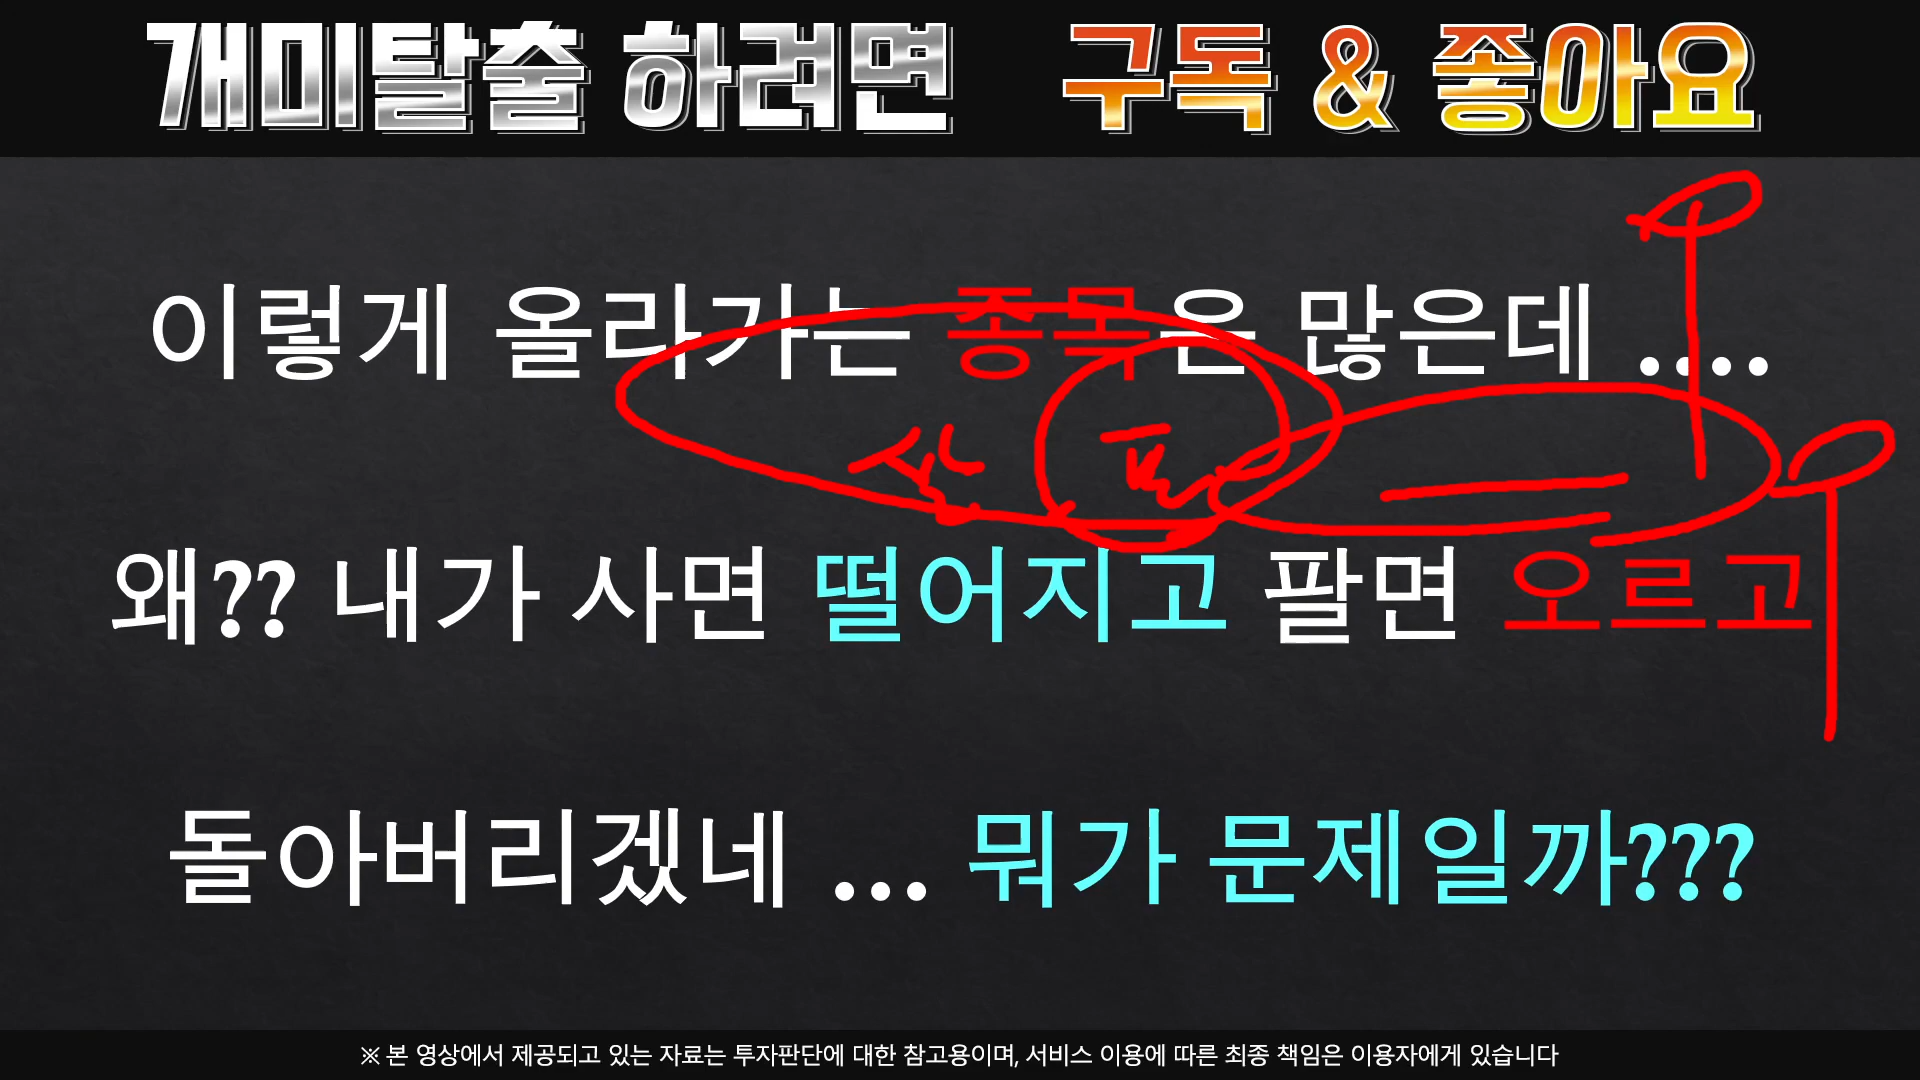 개미탈출 하려면 구독 & 좋아요
이렇게 올라가는 종목은 많은데 ....
왜?? 내가 사면 떨어지고 팔면 오르고
돌아버리겠네 ... 뭐가 문제일까???
※ 본 영상에서 제공되고 있는 자료는 투자판단에 대한 참고용이며, 서비스 이용에 따른 최종 책임은 이용자에게 있습니다